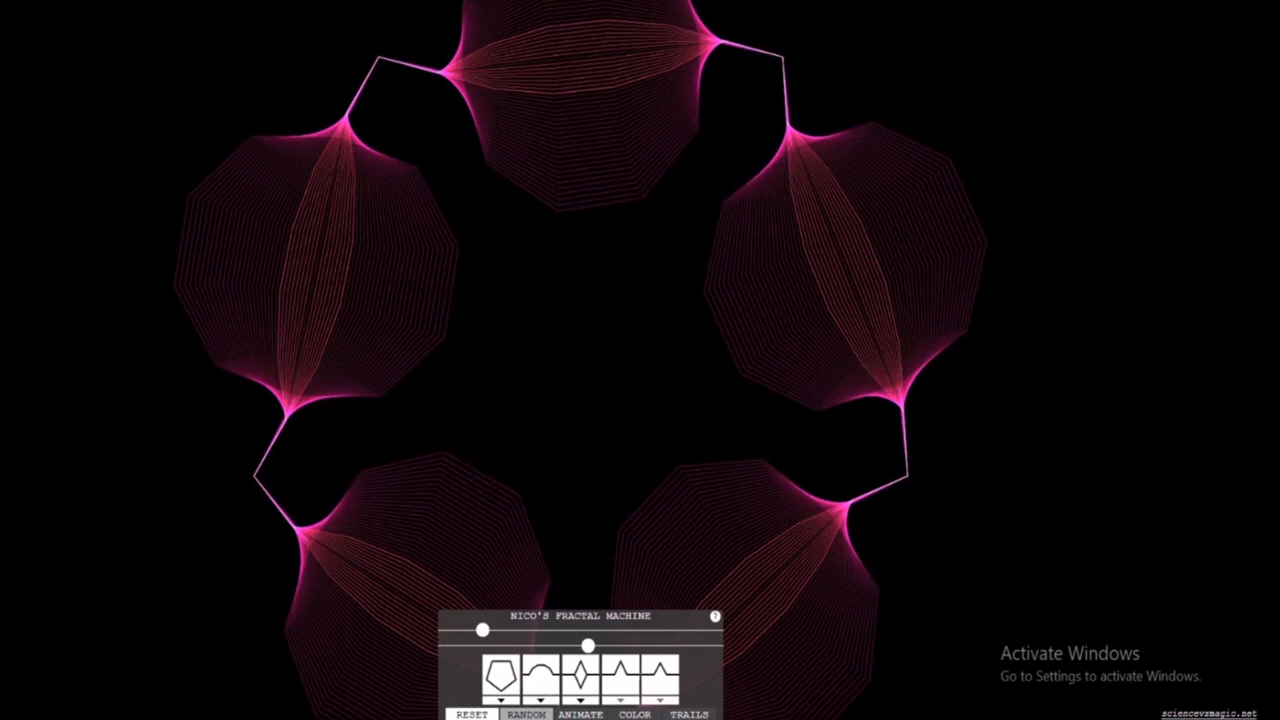 NICO'S FRACTAL MACHINE
?
RESET RANDOM ANIMATE COLOR TRAILS
Activate Windows
Go to Settings to activate Windows.
sciencevsmagic.net